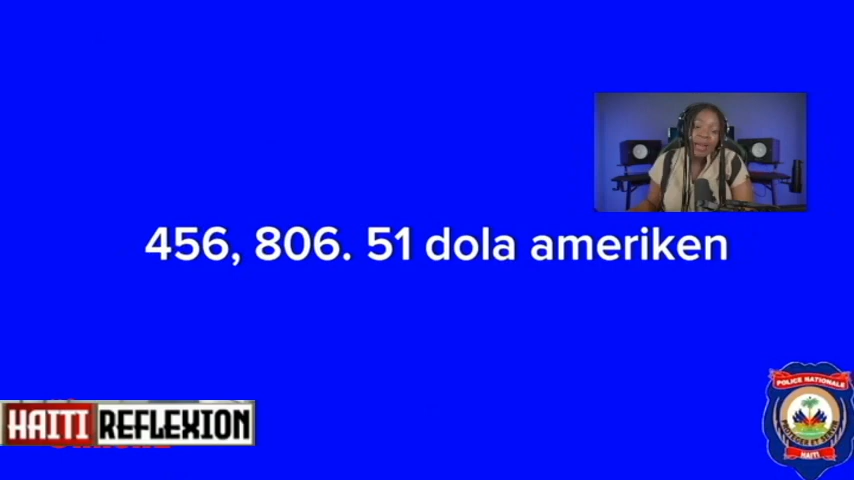 456, 806. 51 dola ameriken
HAITI REFLEXION
POLICE NATIONALE
HAITI